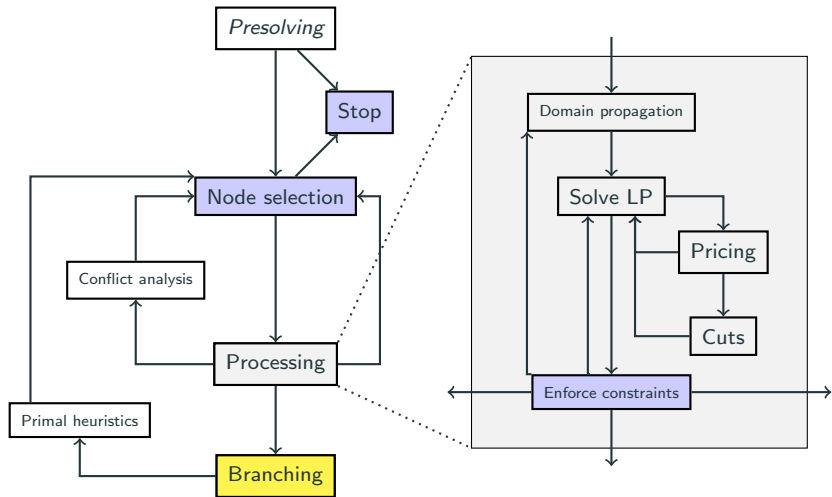 Presolving
Stop
Node selection
Conflict analysis
Processing
Primal heuristics
Branching
Domain propagation
Solve LP
Pricing
Cuts
Enforce constraints